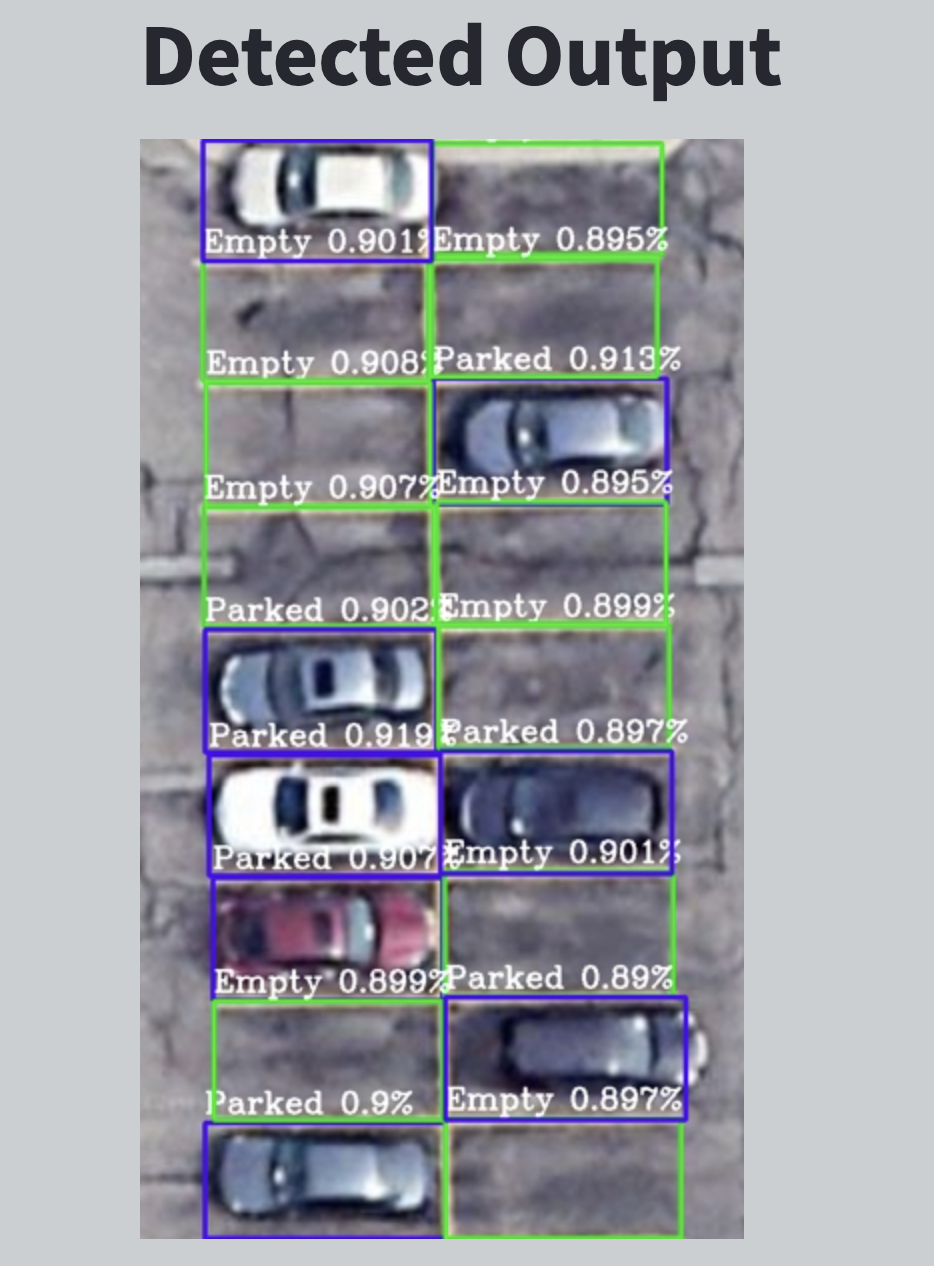 Detected Output
Empty 0.901%
Empty 0.895%
Empty 0.908%
Parked 0.913%
Empty 0.907%
Empty 0.895%
Parked 0.902%
Empty 0.899%
Parked 0.919%
Parked 0.897%
Parked 0.907%
Empty 0.901%
Empty 0.899%
Parked 0.89%
Parked 0.9%
Empty 0.897%